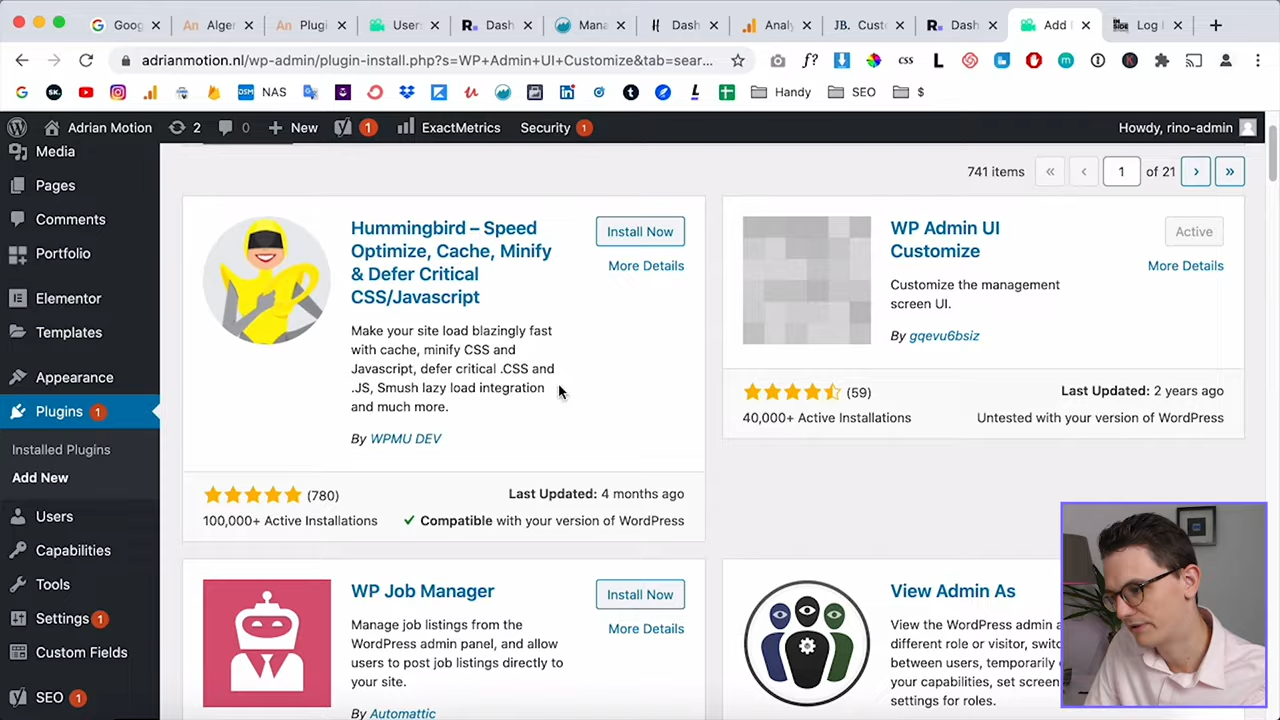 Goog
Alger
Plugi
Users
Dash
Mana
Dash
Analy
JB. Custo
Dash
Add
Log I
adrianmotion.nl/wp-admin/plugin-install.php?s=WP+Admin+UI+Customize&tab=sear...
NAS
Handy
SEO
$
Adrian Motion
2
0
New
1
ExactMetrics
Security 1
Howdy, rino-admin
Media
Pages
Comments
Portfolio
Elementor
Templates
Appearance
Plugins 1
Installed Plugins
Add New
Users
Capabilities
Tools
Settings 1
Custom Fields
SEO 1
741 items
«
‹
1
of 21
›
»
Hummingbird – Speed
Optimize, Cache, Minify
& Defer Critical
CSS/Javascript
Install Now
More Details
Make your site load blazingly fast
with cache, minify CSS and
Javascript, defer critical .CSS and
.JS, Smush lazy load integration
and much more.
By WPMU DEV
(780)
Last Updated: 4 months ago
100,000+ Active Installations
✔ Compatible with your version of WordPress
WP Admin UI
Customize
Active
More Details
Customize the management
screen UI.
By gqevu6bsiz
(59)
Last Updated: 2 years ago
40,000+ Active Installations
Untested with your version of WordPress
WP Job Manager
Install Now
More Details
Manage job listings from the
WordPress admin panel, and allow
users to post job listings directly to
your site.
By Automattic
View Admin As
View the WordPress admin a
different role or visitor, switc
between users, temporarily c
your capabilities, set screen
settings for roles.